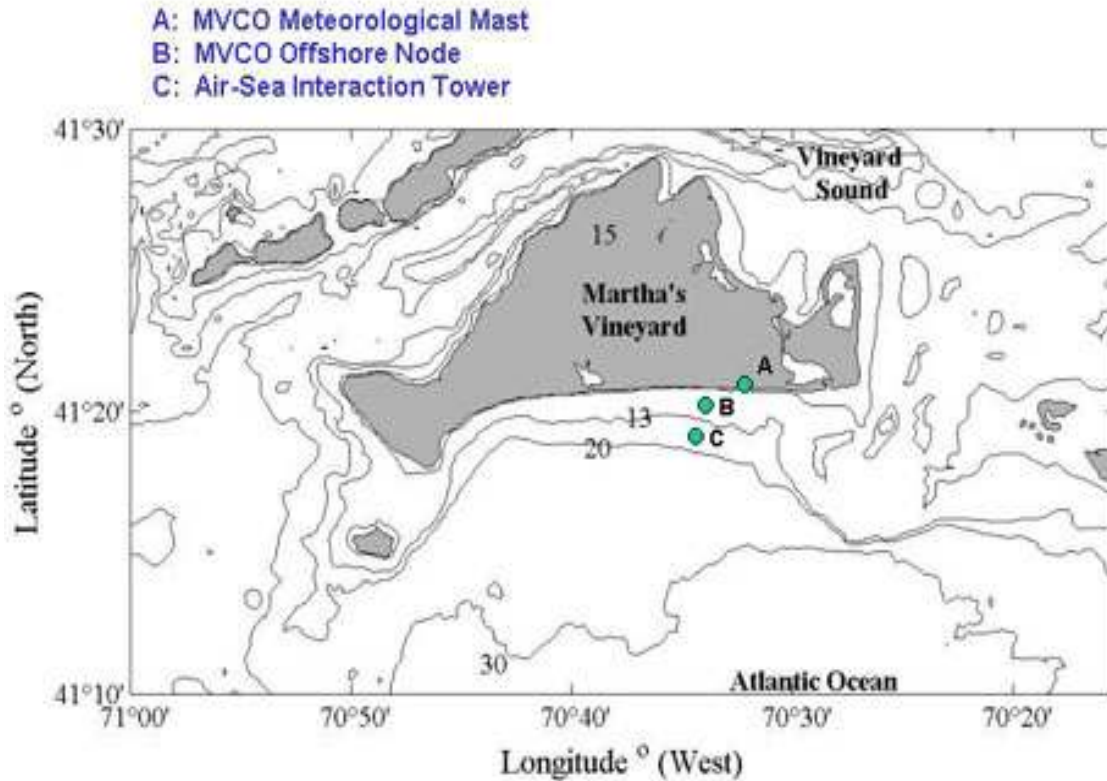 A: MVCO Meteorological Mast
B: MVCO Offshore Node
C: Air-Sea Interaction Tower
41°30'
Vineyard
Sound
15
Martha's
Vineyard
A
B
41°20'
13
C
20
30
Atlantic Ocean
41°10'
71°00'
70°50'
70°40'
70°30'
70°20'
Latitude ° (North)
Longitude ° (West)